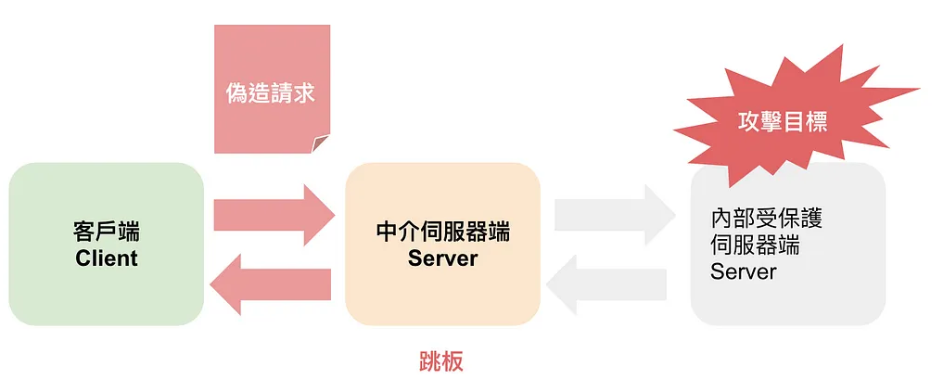 偽造請求
攻擊目標
客戶端
Client
中介伺服器端
Server
內部受保護
伺服器端
Server
跳板